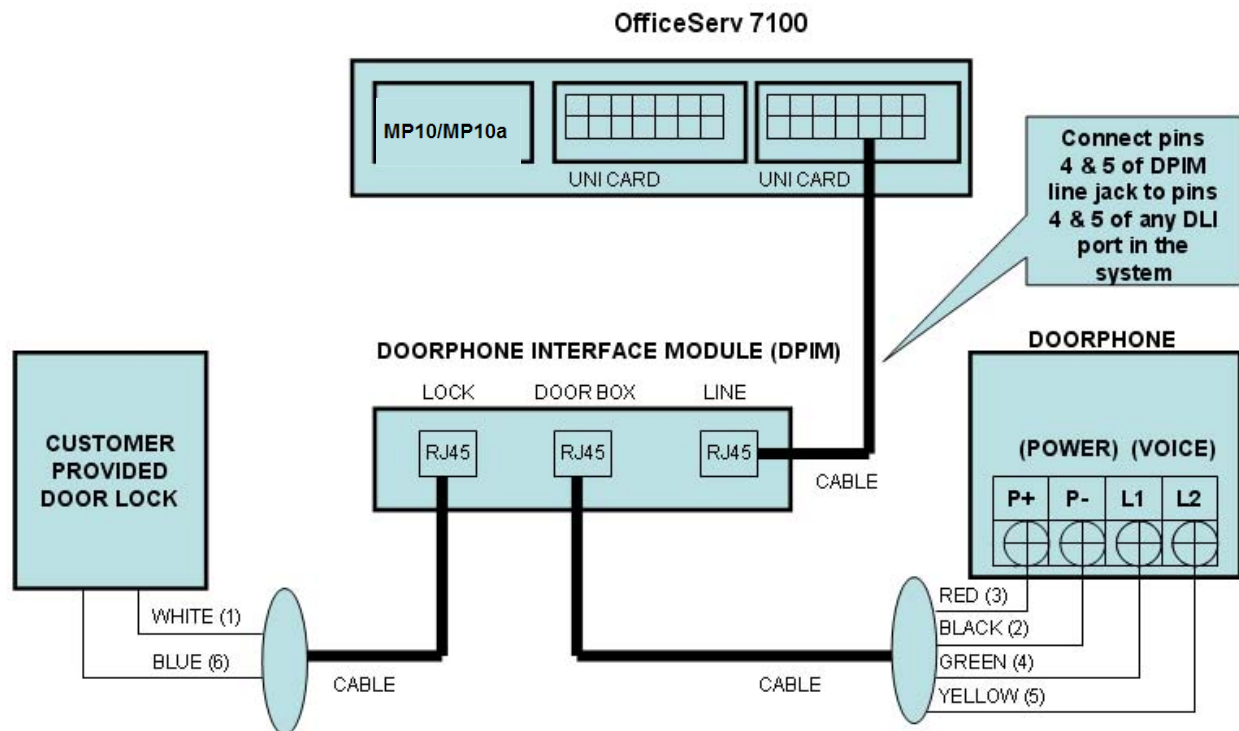 OfficeServ 7100
MP10/MP10a
UNI CARD
UNI CARD
Connect pins
4 & 5 of DPIM
line jack to pins
4 & 5 of any DLI
port in the
system
DOORPHONE INTERFACE MODULE (DPIM)
LOCK
DOOR BOX
LINE
RJ45
RJ45
RJ45
CABLE
DOORPHONE
(POWER) (VOICE)
P+
P-
L1
L2
CUSTOMER
PROVIDED
DOOR LOCK
WHITE (1)
BLUE (6)
CABLE
CABLE
RED (3)
BLACK (2)
GREEN (4)
YELLOW (5)